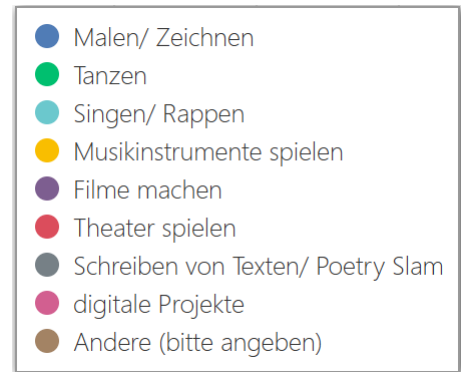 Malen/ Zeichnen
Tanzen
Singen/ Rappen
Musikinstrumente spielen
Filme machen
Theater spielen
Schreiben von Texten/ Poetry Slam
digitale Projekte
Andere (bitte angeben)